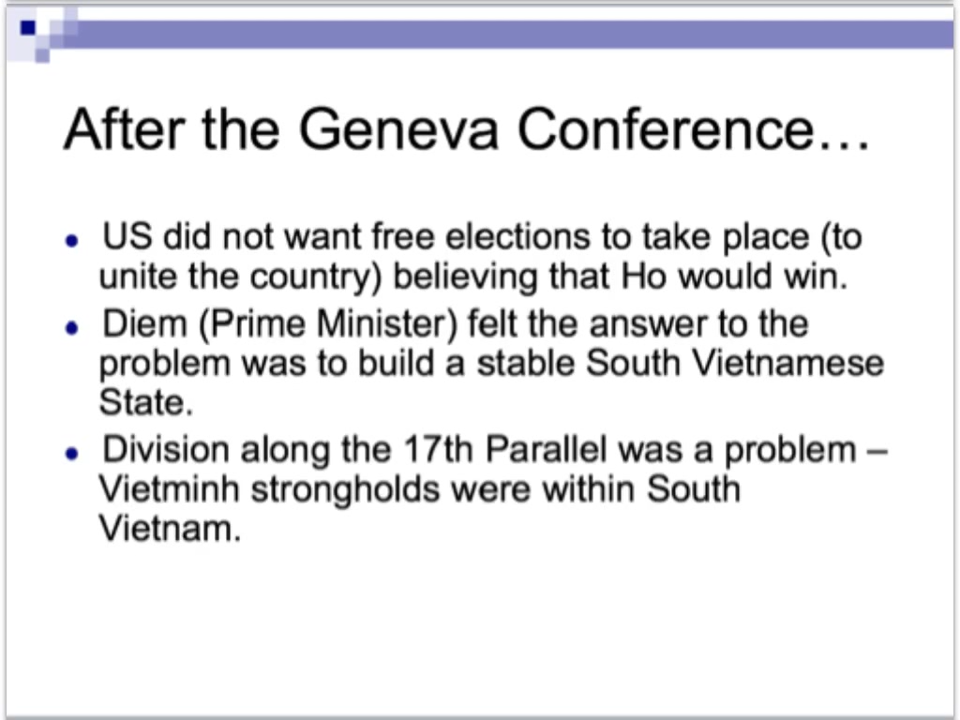 After the Geneva Conference...
• US did not want free elections to take place (to
unite the country) believing that Ho would win.
• Diem (Prime Minister) felt the answer to the
problem was to build a stable South Vietnamese
State.
• Division along the 17th Parallel was a problem –
Vietminh strongholds were within South
Vietnam.